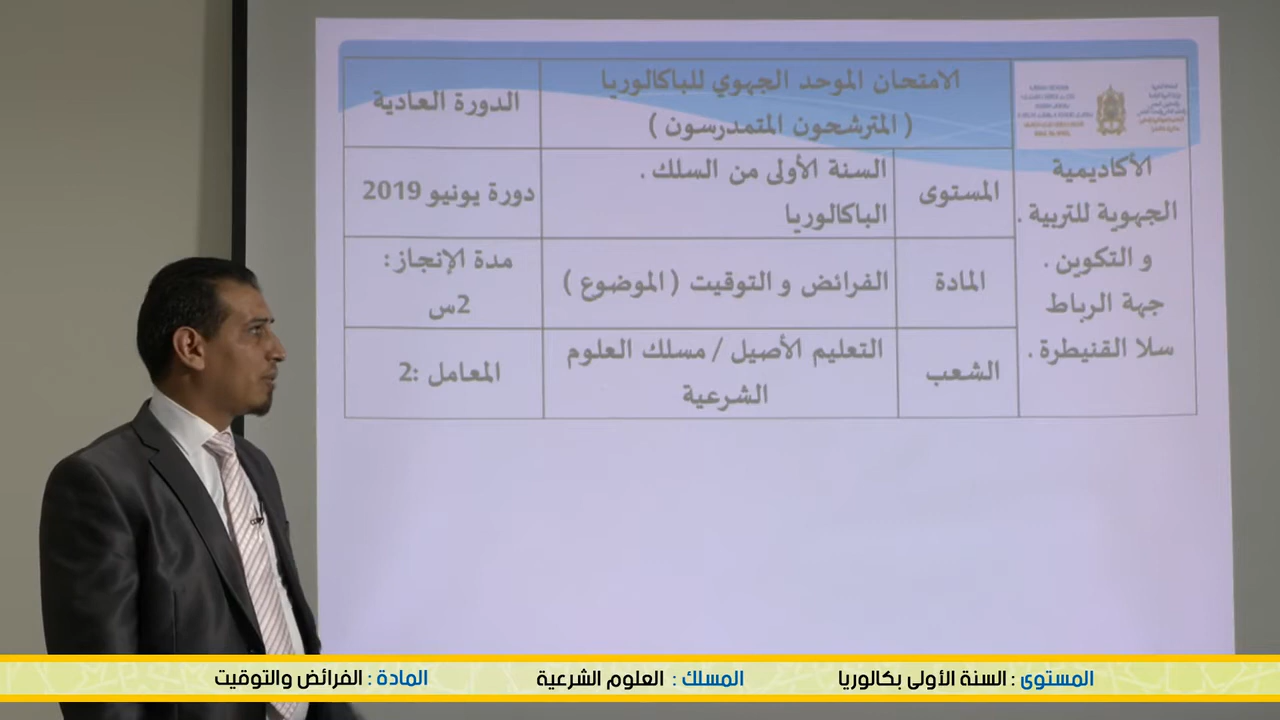 الامتحان الموحد الجهوي للباكالوريا
( المترشحون المتمدرسون )
الدورة العادية
الأكاديمية
الجهوية للتربية .
و التكوين .
جهة الرباط
سلا القنيطرة .
المستوى
السنة الأولى من السلك .
الباكالوريا
دورة يونيو 2019
المادة
الفرائض و التوقيت ( الموضوع )
مدة الإنجاز :
2س
الشعب
التعليم الأصيل / مسلك العلوم
الشرعية
المعامل :2
المستوى : السنة الأولى بكالوريا
المسلك : العلوم الشرعية
المادة : الفرائض والتوقيت